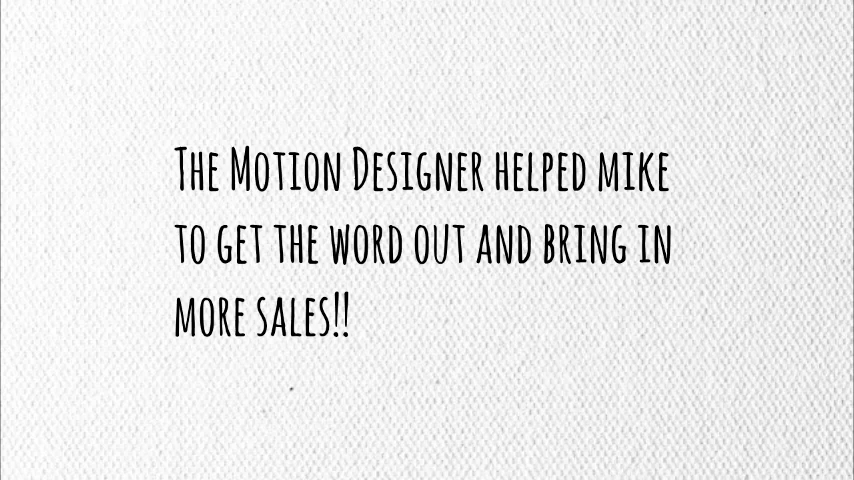 The Motion Designer helped mike
to get the word out and bring in
more sales!!